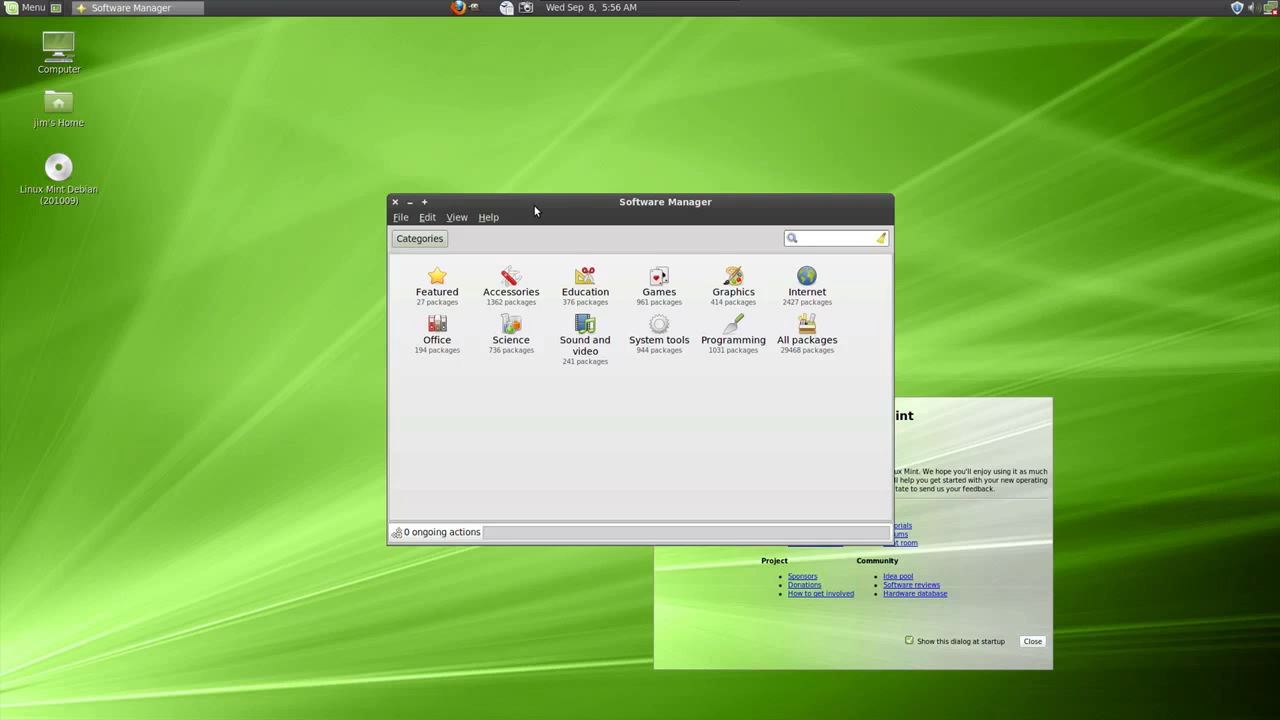 Menu
Software Manager
Wed Sep 8, 5:56 AM
Computer
jim's Home
Linux Mint Debian
(201009)
Software Manager
File Edit View Help
Categories
Featured
27 packages
Accessories
1362 packages
Education
376 packages
Games
961 packages
Graphics
414 packages
Internet
2427 packages
Office
194 packages
Science
736 packages
Sound and
video
241 packages
System tools
944 packages
Programming
1031 packages
All packages
29468 packages
0 ongoing actions
int
ux Mint. We hope you'll enjoy using it as much
ll help you get started with your new operating
tate to send us your feedback.
orials
ums
at room
Project
Sponsors
Donations
How to get involved
Community
Idea pool
Software reviews
Hardware database
Show this dialog at startup
Close